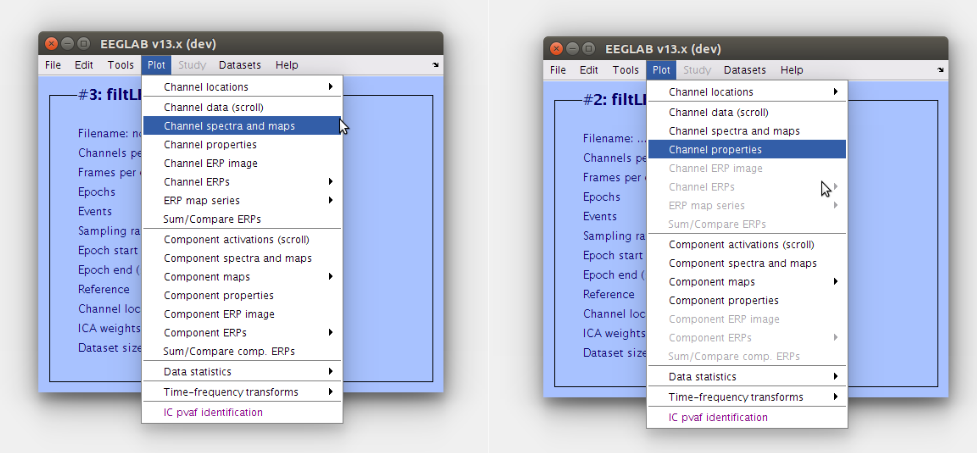 EEGLAB v13.x (dev)
File Edit Tools Plot Study Datasets Help
#3: filtL
Channel locations
Channel data (scroll)
Channel spectra and maps
Filename:
Channel properties
Channels
Channel ERP image
Frames per
Channel ERPs
Epochs
ERP map series
Events
Sum/Compare ERPs
Sampling
Component activations (scroll)
Epoch start
Component spectra and maps
Epoch end (
Component maps
Reference
Component properties
Channel
Component ERP image
ICA weights
Component ERPs
Dataset size
Sum/Compare comp. ERPs
Data statistics
Time-frequency transforms
IC pvaf identification
EEGLAB v13.x (dev)
File Edit Tools Plot Study Datasets Help
#2: filtL
Channel locations
Channel data (scroll)
Channel spectra and maps
Filename: ...
Channel properties
Channels
Channel ERP image
Frames per
Channel ERPs
Epochs
ERP map series
Events
Sum/Compare ERPs
Sampling
Component activations (scroll)
Epoch start
Component spectra and maps
Epoch end (
Component maps
Reference
Component properties
Channel
Component ERP image
ICA weights
Component ERPs
Dataset size
Sum/Compare comp. ERPs
Data statistics
Time-frequency transforms
IC pvaf identification